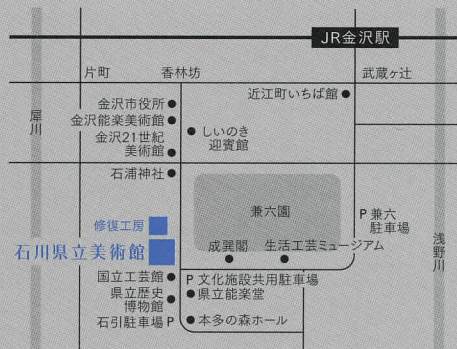 JR金沢駅
片町
香林坊
武蔵ヶ辻
近江町いちば館
金沢市役所
金沢能楽美術館
金沢21世紀
美術館
しいのき
迎賓館
犀川
石浦神社
兼六園
P 兼六
駐車場
浅野川
修復工房
石川県立美術館
成巽閣
生活工芸ミュージアム
国立工芸館
県立歴史
博物館
石引駐車場 P
P 文化施設共用駐車場
県立能楽堂
本多の森ホール